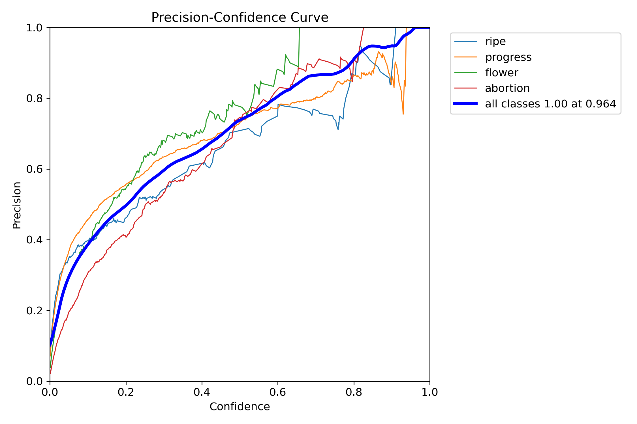 Precision-Confidence Curve
1.0
0.8
0.6
0.4
0.2
0.0
Precision
0.0 0.2 0.4 0.6 0.8 1.0
Confidence
ripe
progress
flower
abortion
all classes 1.00 at 0.964